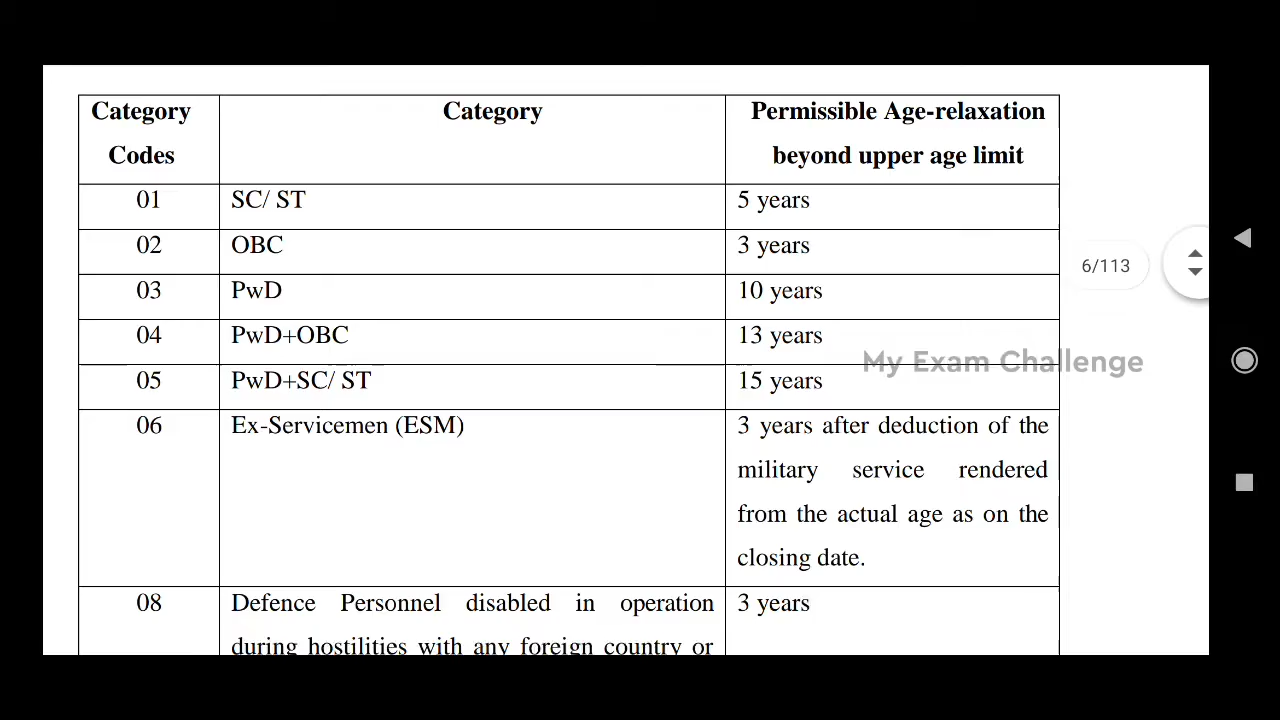 Category Category Permissible Age-relaxation
Codes beyond upper age limit
01 SC/ ST 5 years
02 OBC 3 years
03 PwD 10 years
04 PwD+OBC 13 years
05 PwD+SC/ ST 15 years
06 Ex-Servicemen (ESM) 3 years after deduction of the
military service rendered
from the actual age as on the
closing date.
08 Defence Personnel disabled in operation 3 years
during hostilities with any foreign country or
6/113
My Exam Challenge